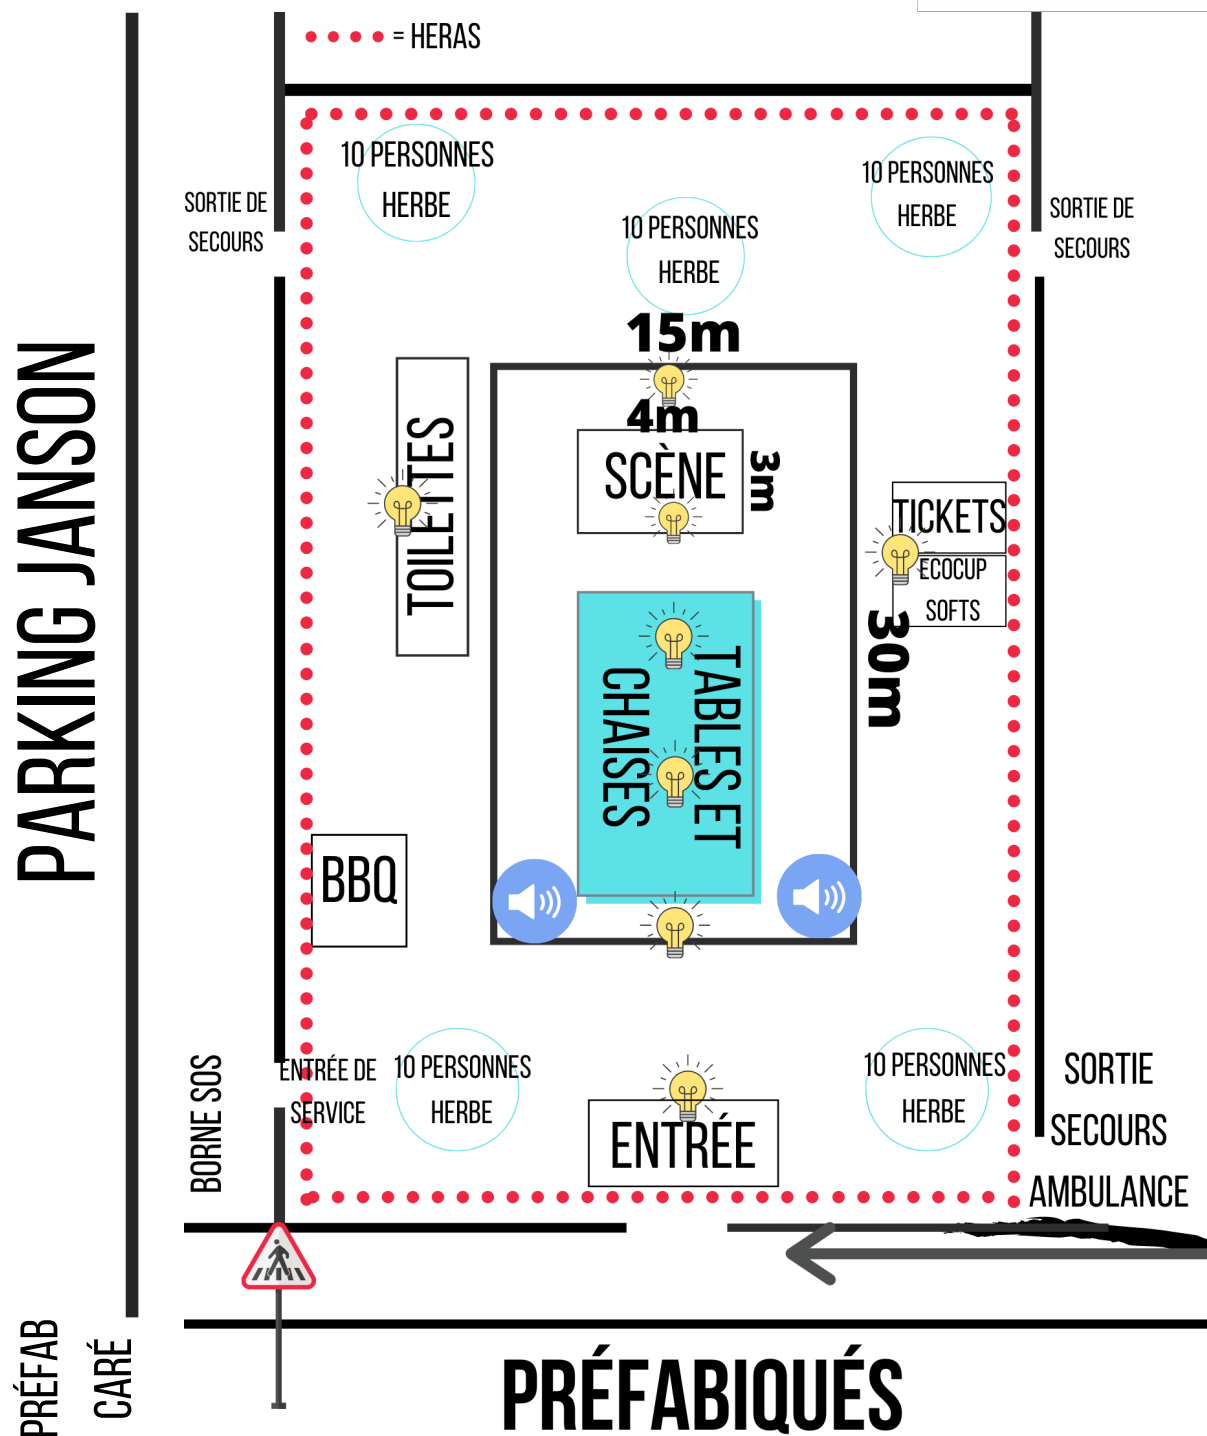 = HERAS
10 PERSONNES
HERBE
10 PERSONNES
HERBE
10 PERSONNES
HERBE
SORTIE DE
SECOURS
SORTIE DE
SECOURS
15m
4m
SCÈNE
3m
TOILETTES
TICKETS
ECOCUP
SOFTS
30m
PARKING JANSON
TABLES ET
CHAISES
BBQ
BORNE SOS
ENTRÉE DE
SERVICE
10 PERSONNES
HERBE
10 PERSONNES
HERBE
ENTRÉE
SORTIE
SECOURS
AMBULANCE
PRÉFAB
CARÉ
PRÉFABIQUÉS